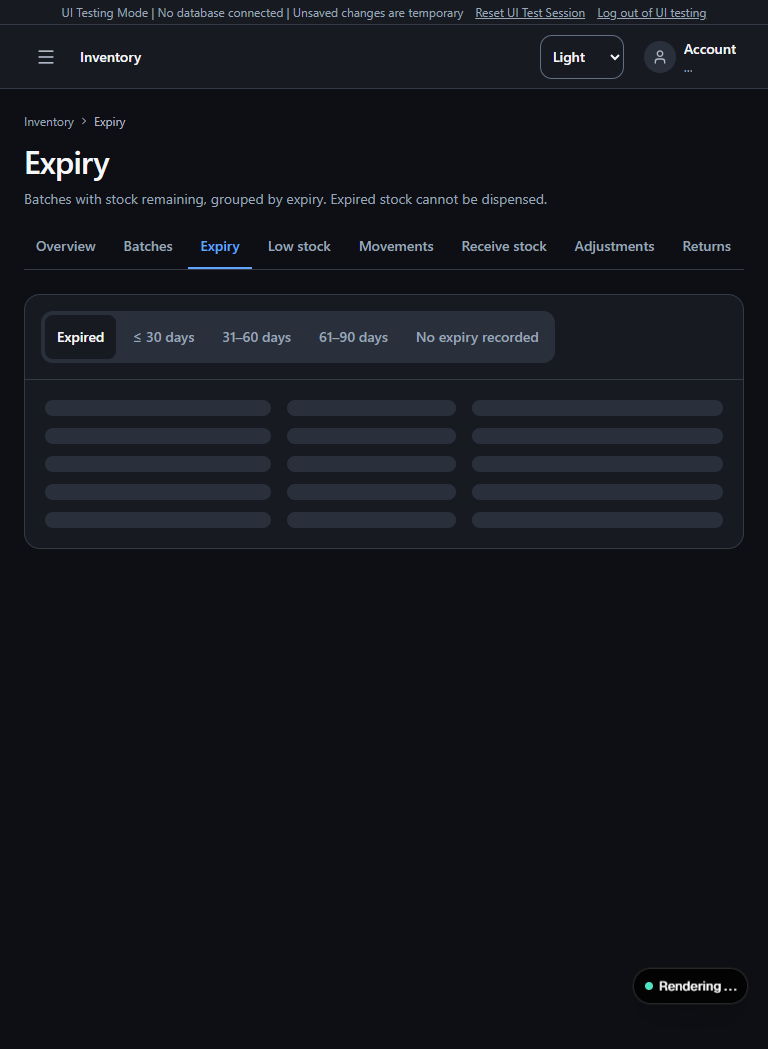 UI Testing Mode | No database connected | Unsaved changes are temporary Reset UI Test Session Log out of UI testing
Inventory
Light
Account
...
Inventory > Expiry
Expiry
Batches with stock remaining, grouped by expiry. Expired stock cannot be dispensed.
Overview Batches Expiry Low stock Movements Receive stock Adjustments Returns
Expired ≤ 30 days 31–60 days 61–90 days No expiry recorded
Rendering ...